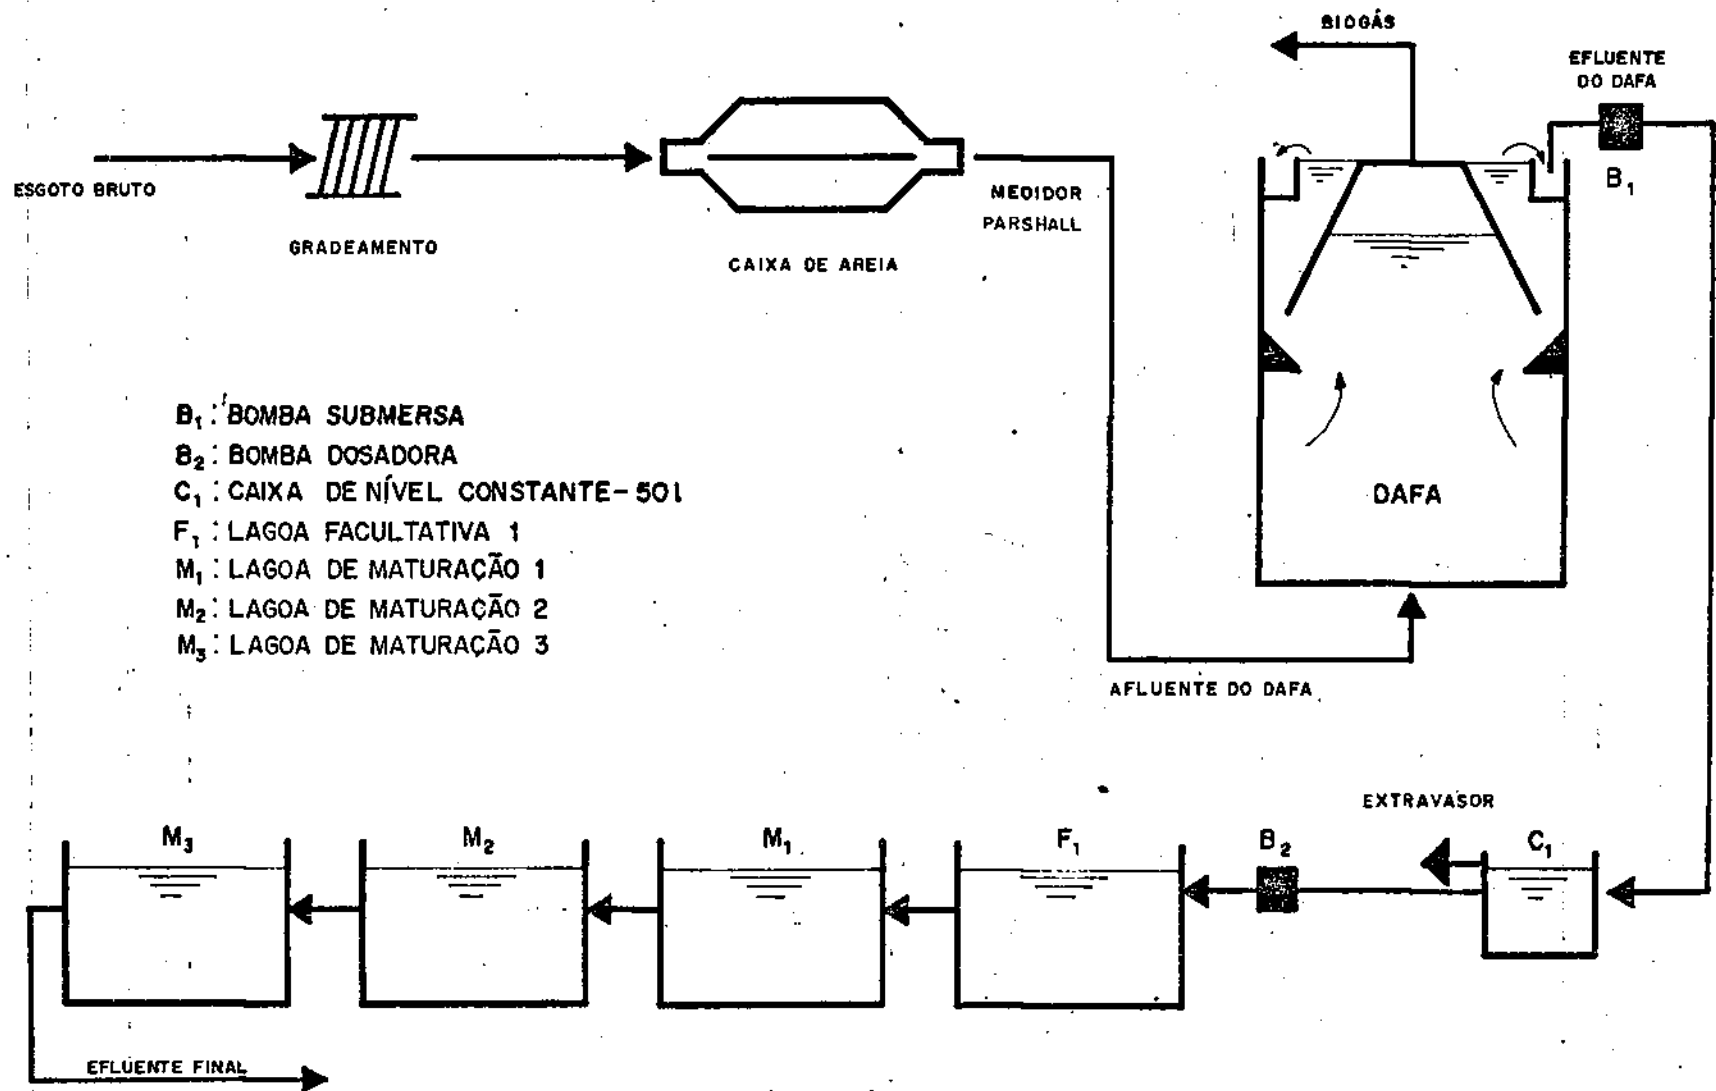 BIOGÁS
EFLUENTE
DO DAFA
B₁
ESGOTO BRUTO
GRADEAMENTO
CAIXA DE AREIA
MEDIDOR
PARSHALL
B₁: BOMBA SUBMERSA
B₂: BOMBA DOSADORA
C₁: CAIXA DE NÍVEL CONSTANTE-50l
F₁: LAGOA FACULTATIVA 1
M₁: LAGOA DE MATURAÇÃO 1
M₂: LAGOA DE MATURAÇÃO 2
M₃: LAGOA DE MATURAÇÃO 3
DAFA
AFLUENTE DO DAFA
EXTRAVASOR
M₃
M₂
M₁
F₁
B₂
C₁
EFLUENTE FINAL